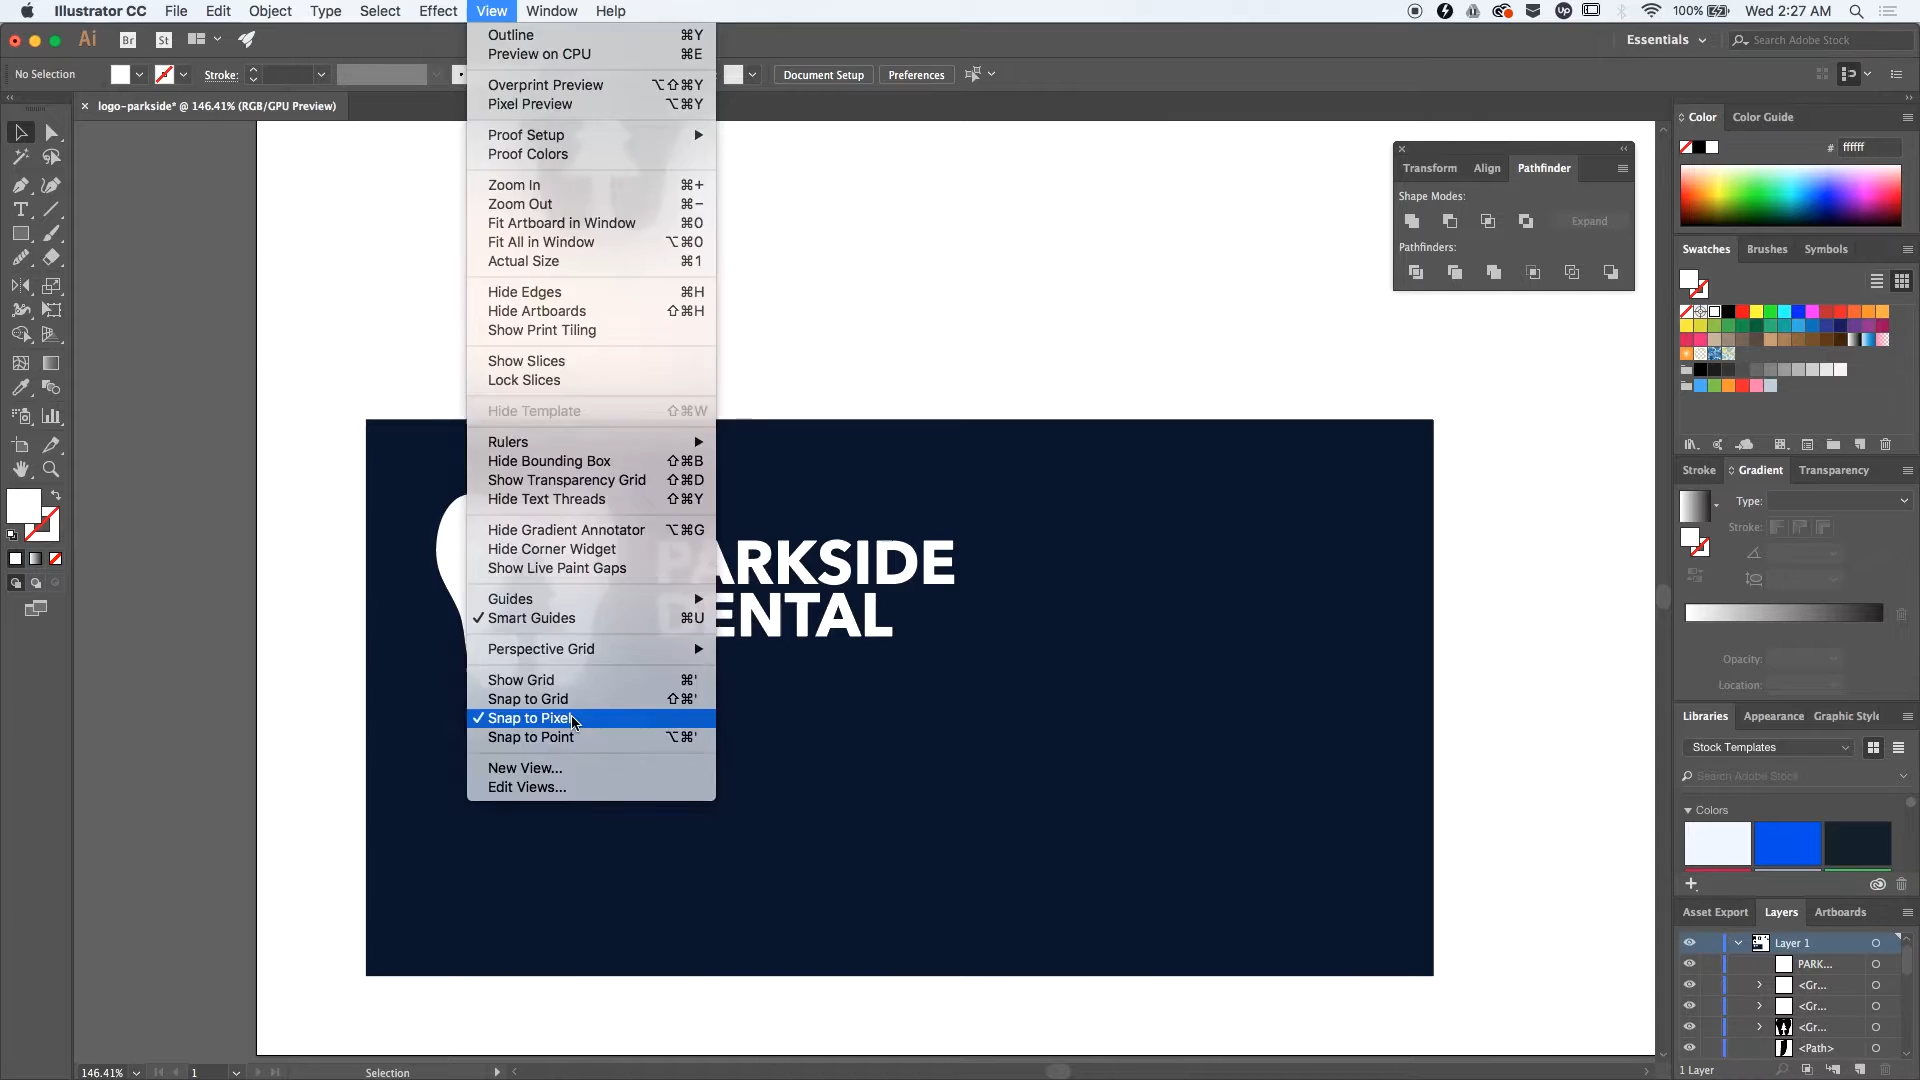 Illustrator CC File Edit Object Type Select Effect View Window Help 100% Wed 2:27 AM
Ai Br St Essentials Search Adobe Stock
No Selection Stroke: Document Setup Preferences
× logo-parkside* @ 146.41% (RGB/GPU Preview)
Outline ⌘Y
Preview on CPU ⌘E
Overprint Preview ⌥⇧⌘Y
Pixel Preview ⌥⌘Y
Proof Setup
Proof Colors
Zoom In ⌘+
Zoom Out ⌘−
Fit Artboard in Window ⌘0
Fit All in Window ⌥⌘0
Actual Size ⌘1
Hide Edges ⌘H
Hide Artboards ⇧⌘H
Show Print Tiling
Show Slices
Lock Slices
Hide Template ⇧⌘W
Rulers
Hide Bounding Box ⇧⌘B
Show Transparency Grid ⇧⌘D
Hide Text Threads ⇧⌘Y
Hide Gradient Annotator ⌥⌘G
Hide Corner Widget
Show Live Paint Gaps
Guides
✓ Smart Guides ⌘U
Perspective Grid
Show Grid ⌘'
Snap to Grid ⇧⌘'
✓ Snap to Pixel
Snap to Point ⌥⌘'
New View...
Edit Views...
PARKSIDE
DENTAL
Transform Align Pathfinder
Shape Modes:
Expand
Pathfinders:
Color Color Guide
# ffffff
Swatches Brushes Symbols
Stroke Gradient Transparency
Type:
Stroke:
Opacity:
Location:
Libraries Appearance Graphic Style
Stock Templates
Search Adobe Stock
Colors
Asset Export Layers Artboards
Layer 1
PARK...
<Gr...
<Gr...
<Gr...
<Path>
1 Layer
146.41% 1 Selection